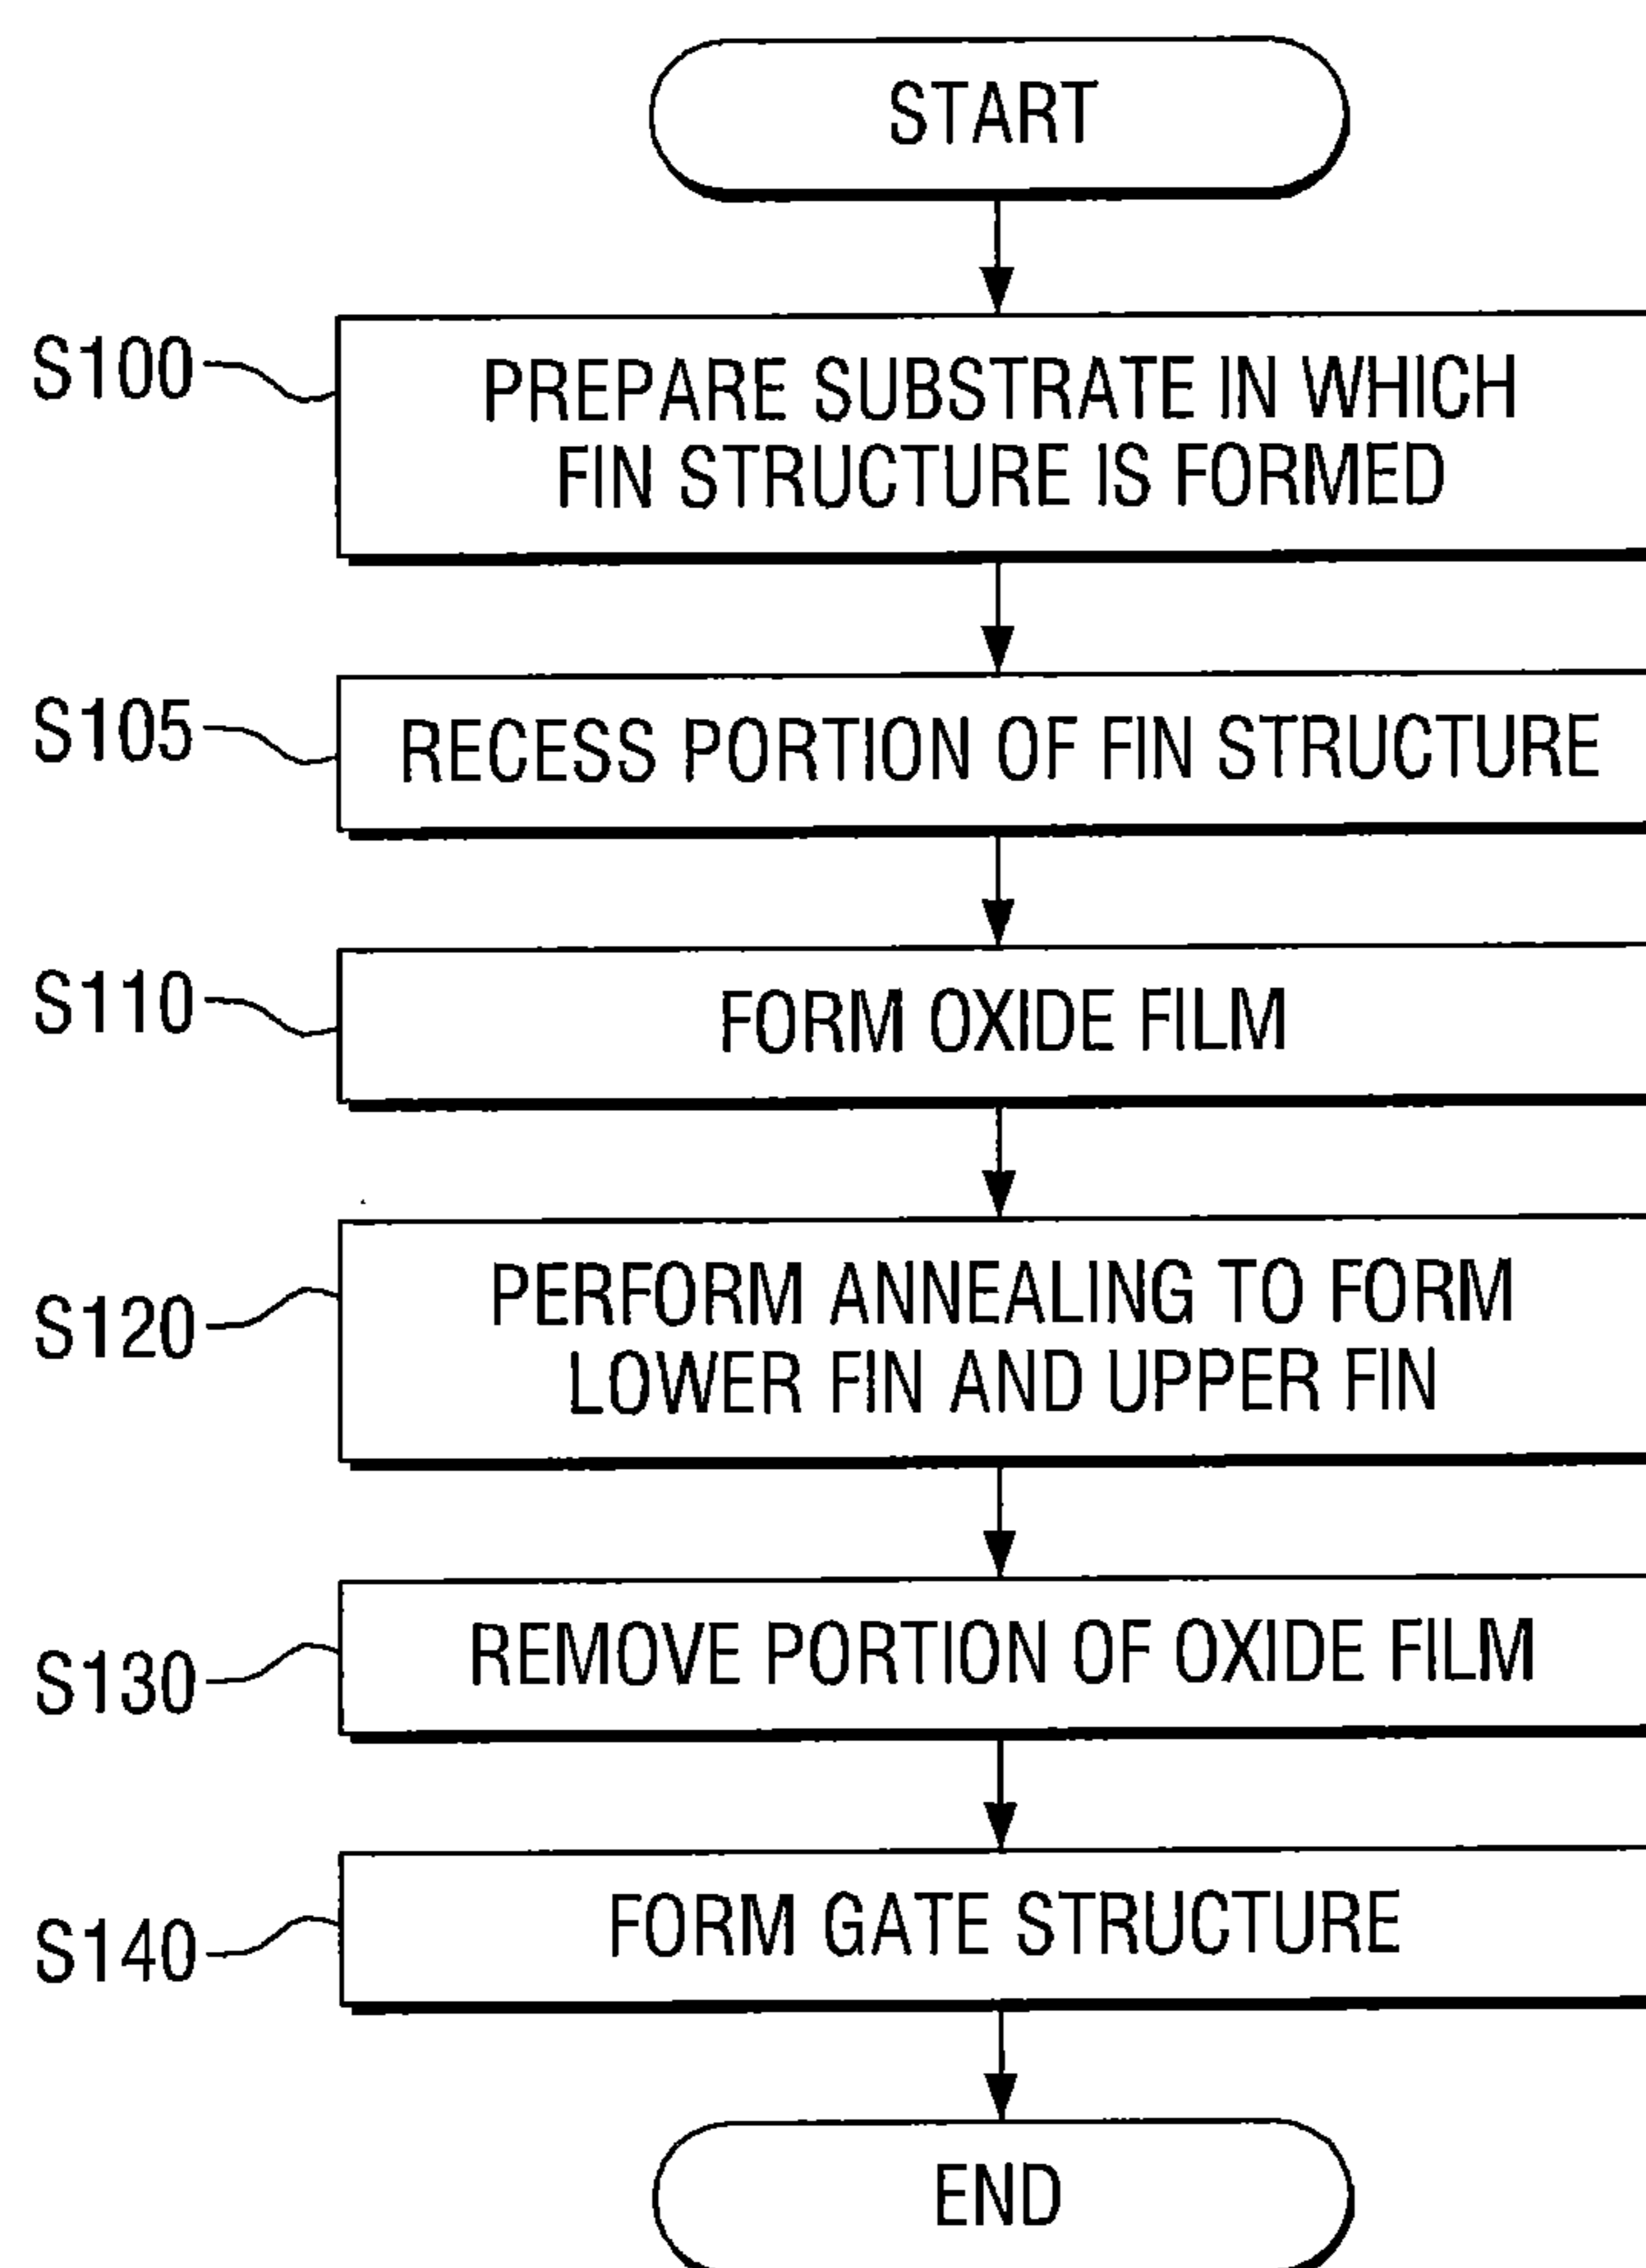 START
S100
PREPARE SUBSTRATE IN WHICH
FIN STRUCTURE IS FORMED
S105
RECESS PORTION OF FIN STRUCTURE
S110
FORM OXIDE FILM
S120
PERFORM ANNEALING TO FORM
LOWER FIN AND UPPER FIN
S130
REMOVE PORTION OF OXIDE FILM
S140
FORM GATE STRUCTURE
END